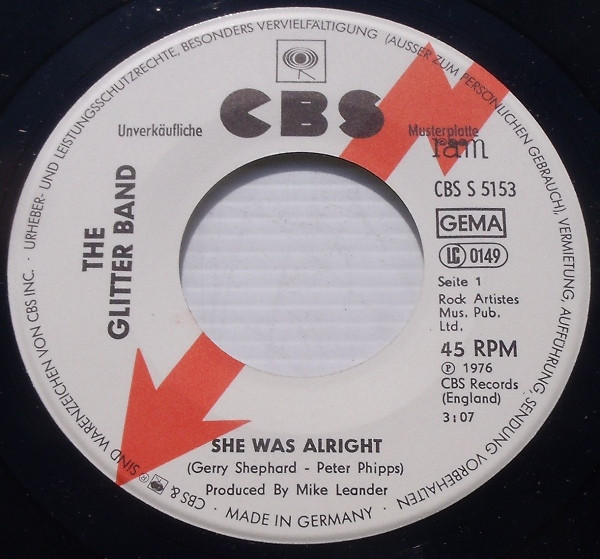 URHEBER- UND LEISTUNGSSCHUTZRECHTE, BESONDERS VERVIELFÄLTIGUNG (AUSSER ZUM PERSÖNLICHEN GEBRAUCH), VERMIETUNG, AUFFÜHRUNG, SENDUNG VORBEHALTEN
CBS
Unverkäufliche Musterplatte
ram
CBS S 5153
GEMA
LC 0149
THE
GLITTER BAND
Seite 1
Rock Artistes
Mus. Pub.
Ltd.
45 RPM
℗ 1976
CBS Records
(England)
3:07
SHE WAS ALRIGHT
(Gerry Shephard - Peter Phipps)
Produced By Mike Leander
· MADE IN GERMANY ·
CBS & ® SIND WARENZEICHEN VON CBS INC. ·